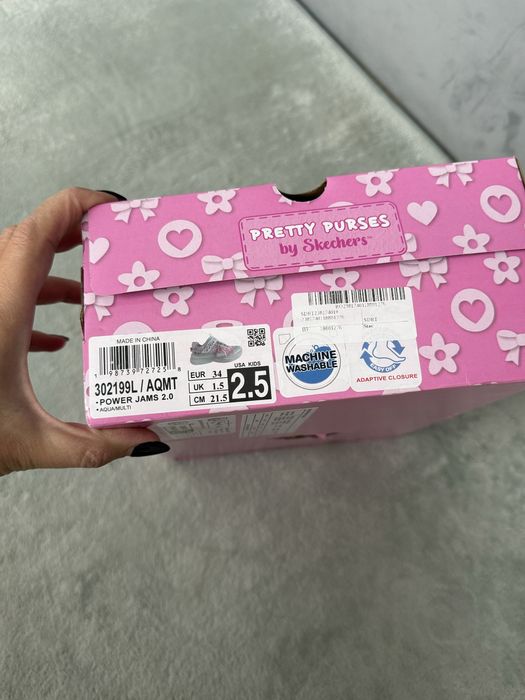 PRETTY PURSES
by Skechers™
MADE IN CHINA
1 98739 72725 8
302199L / AQMT
-POWER JAMS 2.0
• AQUA/MULTI
USA KIDS
2.5
EUR 34
UK 1.5
CM 21.5
MACHINE
WASHABLE
EASY OFF
ADAPTIVE CLOSURE